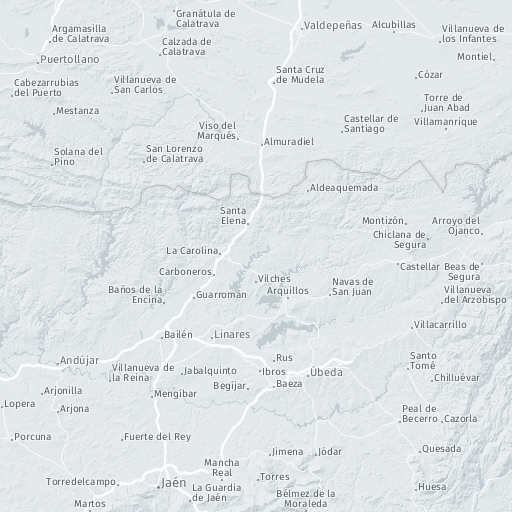 Granátula de
Calatrava
Valdepeñas
Alcubillas
Villanueva de
los Infantes
Argamasilla
de Calatrava
Calzada de
Calatrava
Puertollano
Montiel
Cózar
Santa Cruz
de Mudela
Cabezarrubias
del Puerto
Villanueva de
San Carlos
Mestanza
Torre de
Juan Abad
Villamanrique
Castellar de
Santiago
Viso del
Marqués
Almuradiel
Solana del
Pino
San Lorenzo
de Calatrava
Aldeaquemada
Santa
Elena
Montizón
Arroyo del
Ojanco
Chiclana de
Segura
La Carolina
Carboneros
Castellar
Beas de
Segura
Vilches
Arquillos
Navas de
San Juan
Baños de la
Encina
Guarromán
Villanueva
del Arzobispo
Villacarrillo
Bailén
Linares
Andújar
Rus
Ibros
Úbeda
Santo
Tomé
Villanueva de
la Reina
Jabalquinto
Begíjar
Baeza
Chilluévar
Arjonilla
Mengíbar
Lopera
Arjona
Peal de
Becerro
Cazorla
Porcuna
Fuerte del Rey
Jimena
Jódar
Quesada
Mancha
Real
Torredelcampo
Jaén
Torres
Huesa
La Guardia
de Jaén
Bélmez de la
Moraleda
Martos